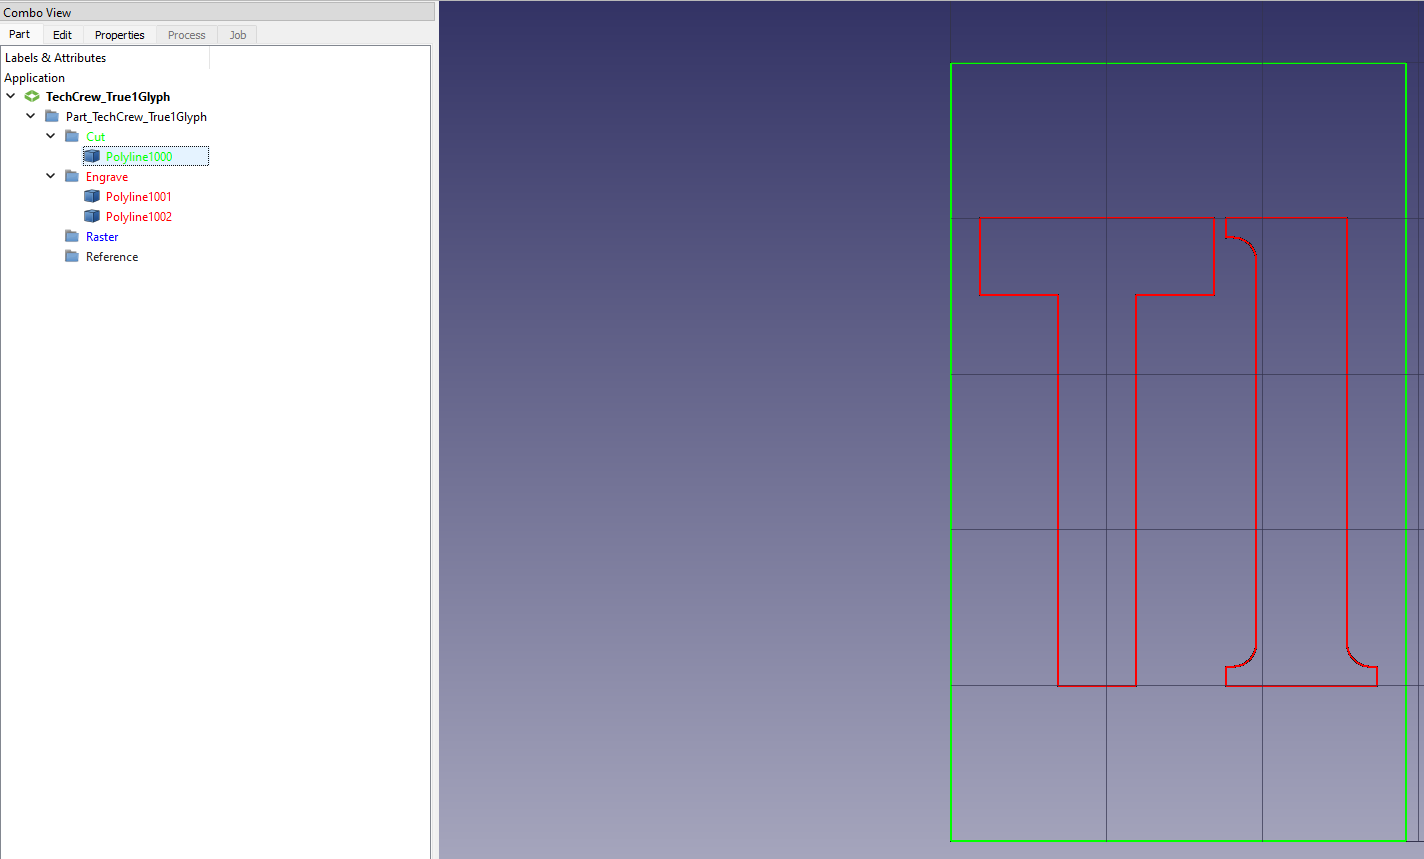 Combo View
Part Edit Properties Process Job
Labels & Attributes
Application
TechCrew_True1Glyph
Part_TechCrew_True1Glyph
Cut
Polyline1000
Engrave
Polyline1001
Polyline1002
Raster
Reference
T1